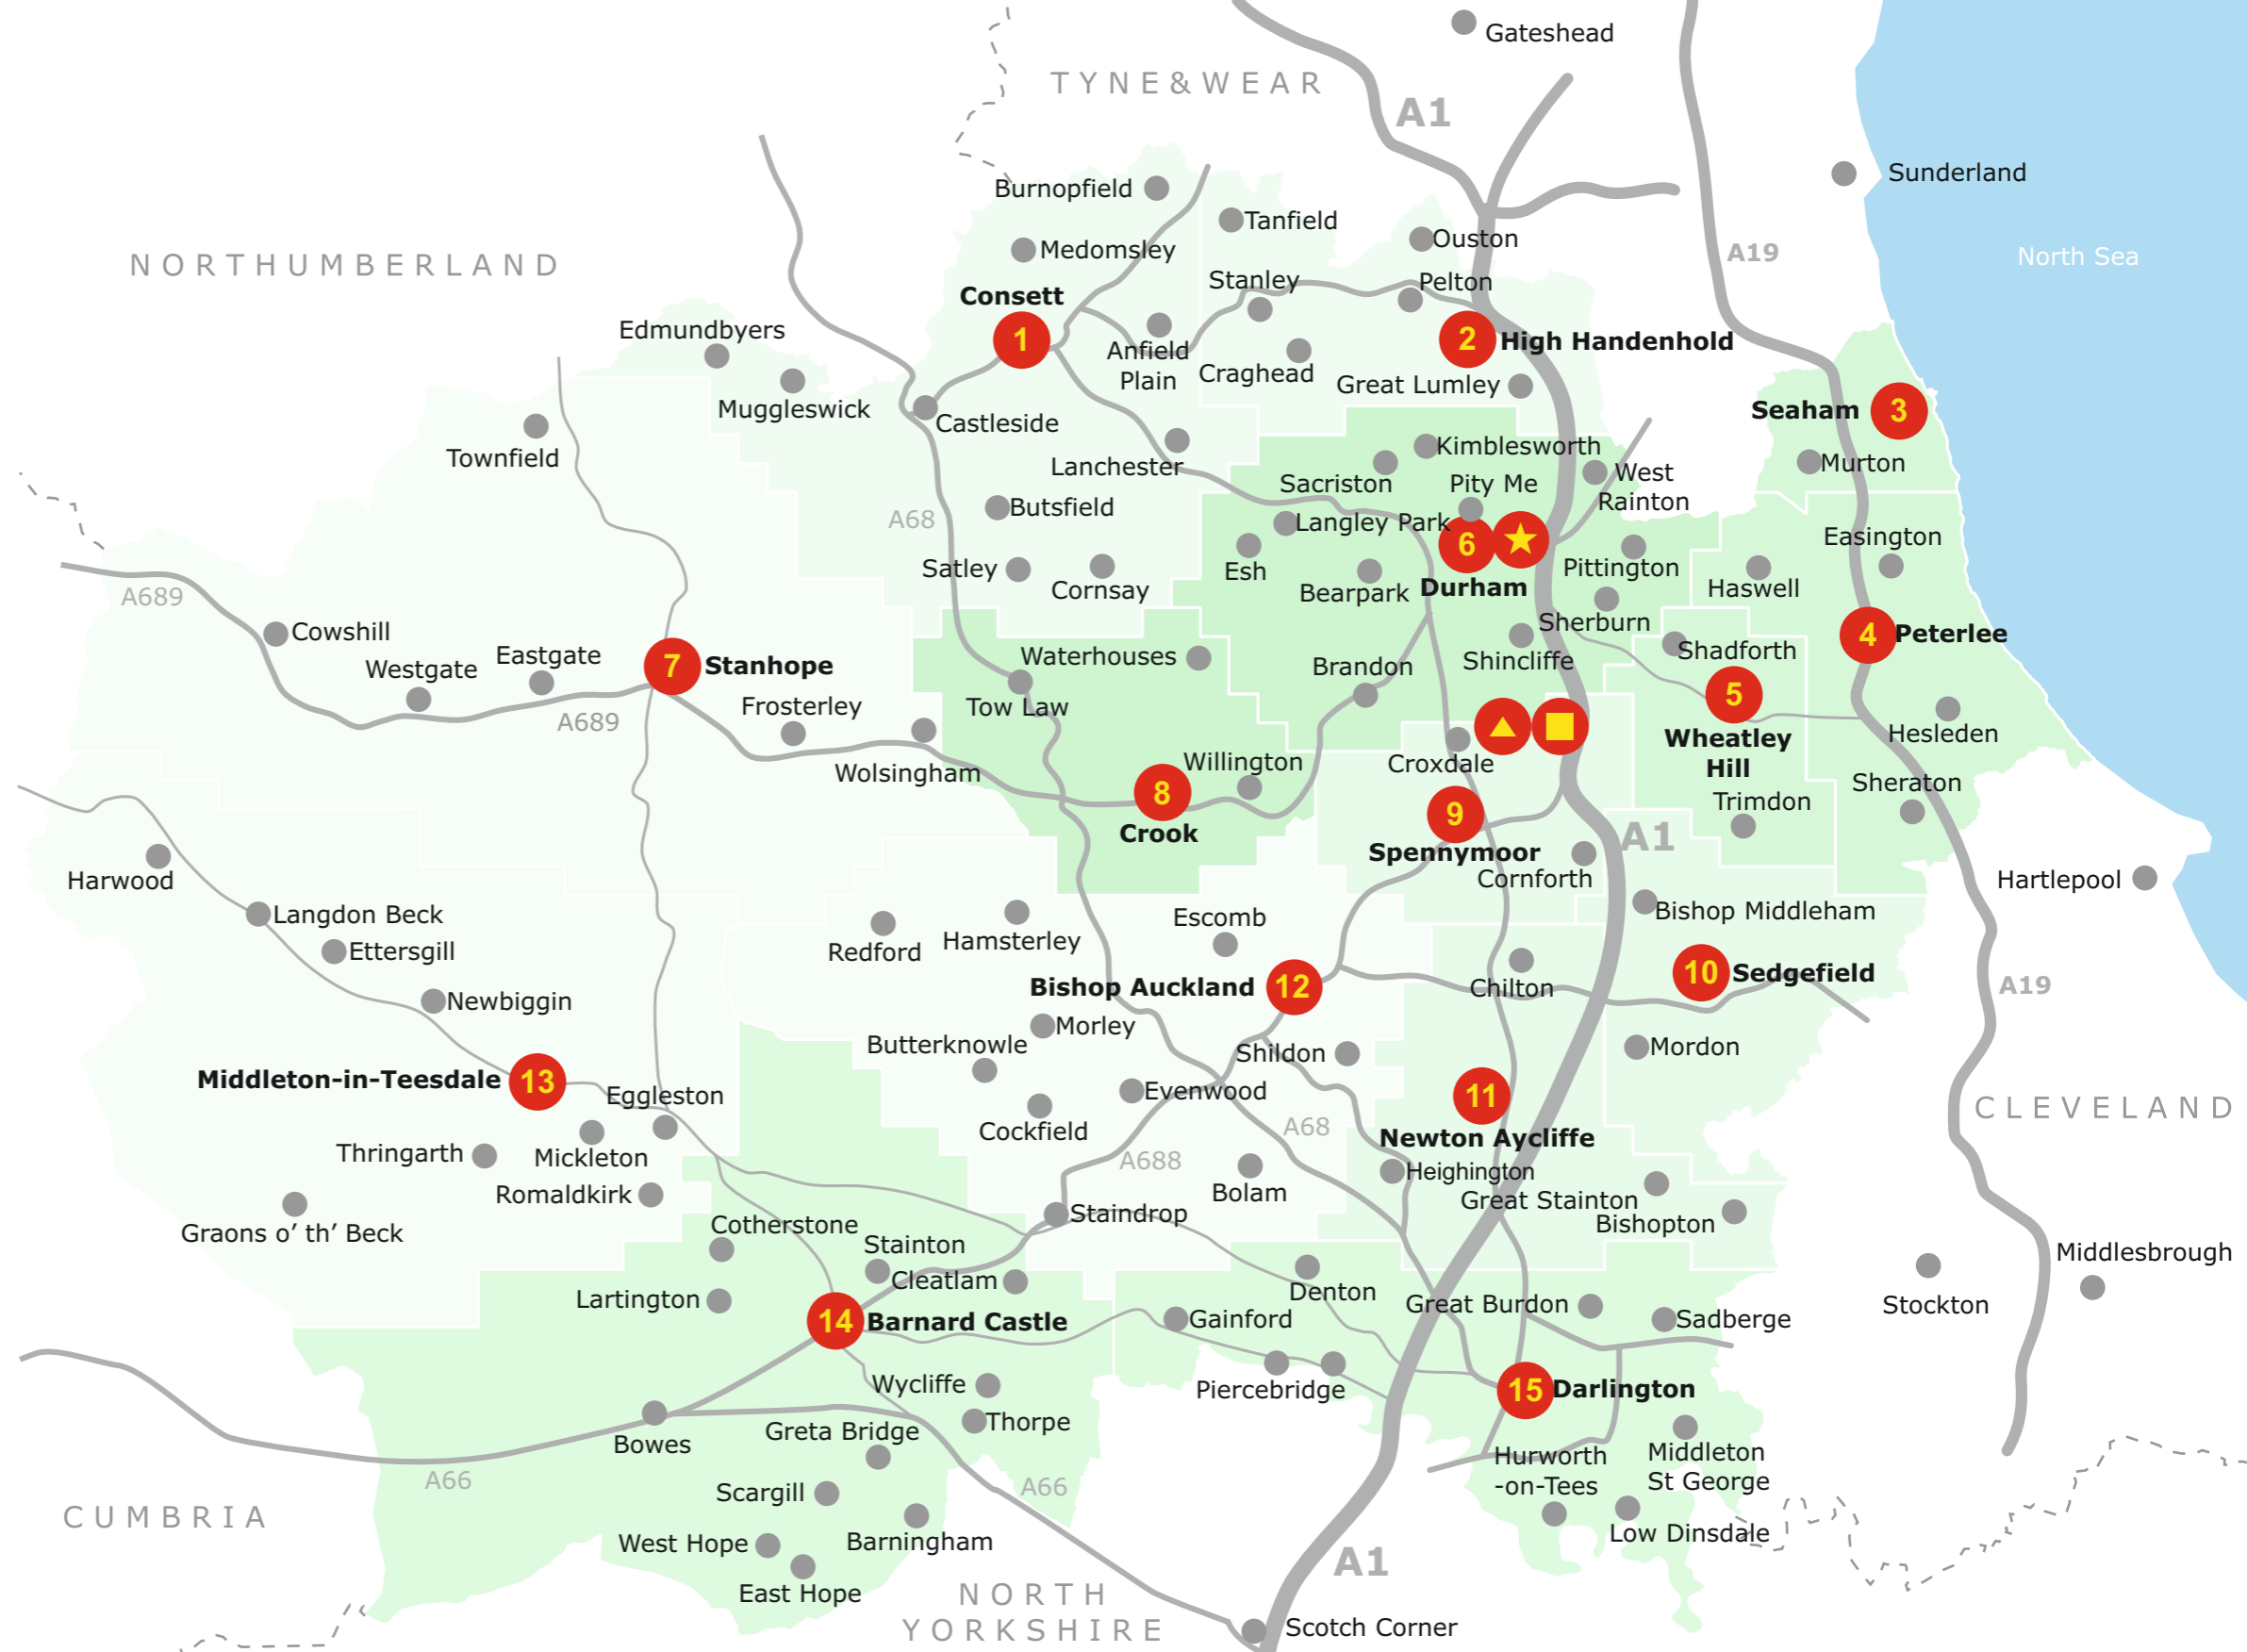 Gateshead
TYNE&WEAR
A1
Sunderland
Burnopfield
Tanfield
Ouston
Medomsley
A19
North Sea
NORTHUMBERLAND
Stanley
Pelton
Consett
Edmundbyers
1
2
High Handenhold
Anfield
Plain
Craghead
Great Lumley
Muggleswick
Seaham
3
Castleside
Townfield
Kimblesworth
Lanchester
Murton
Sacriston
Pity Me
West
Rainton
Butsfield
A68
Langley Park
Easington
6
Satley
Esh
Pittington
Cornsay
Bearpark
Durham
Haswell
A689
Sherburn
Cowshill
4
Peterlee
Westgate
Eastgate
7
Stanhope
Waterhouses
Brandon
Shincliffe
Shadforth
5
Frosterley
Tow Law
A689
Wheatley
Hill
Hesleden
Wolsingham
Willington
Croxdale
8
Sheraton
Trimdon
9
Crook
A1
Spennymoor
Cornforth
Harwood
Hartlepool
Langdon Beck
Escomb
Bishop Middleham
Ettersgill
Redford
Hamsterley
10
Sedgefield
Bishop Auckland
12
Chilton
A19
Newbiggin
Morley
Butterknowle
Shildon
Mordon
Middleton-in-Teesdale
13
Eggleston
Evenwood
11
CLEVELAND
Cockfield
A68
Newton Aycliffe
Thringarth
Mickleton
A688
Heighington
Romaldkirk
Bolam
Great Stainton
Graons o’ th’ Beck
Cotherstone
Staindrop
Bishopton
Stainton
Middlesbrough
Cleatlam
Lartington
Denton
Great Burdon
Stockton
14
Barnard Castle
Gainford
Sadberge
Wycliffe
Piercebridge
15
Darlington
Thorpe
Bowes
Greta Bridge
Hurworth
-on-Tees
Middleton
St George
A66
A66
Scargill
CUMBRIA
West Hope
Barningham
Low Dinsdale
A1
East Hope
NORTH
YORKSHIRE
Scotch Corner